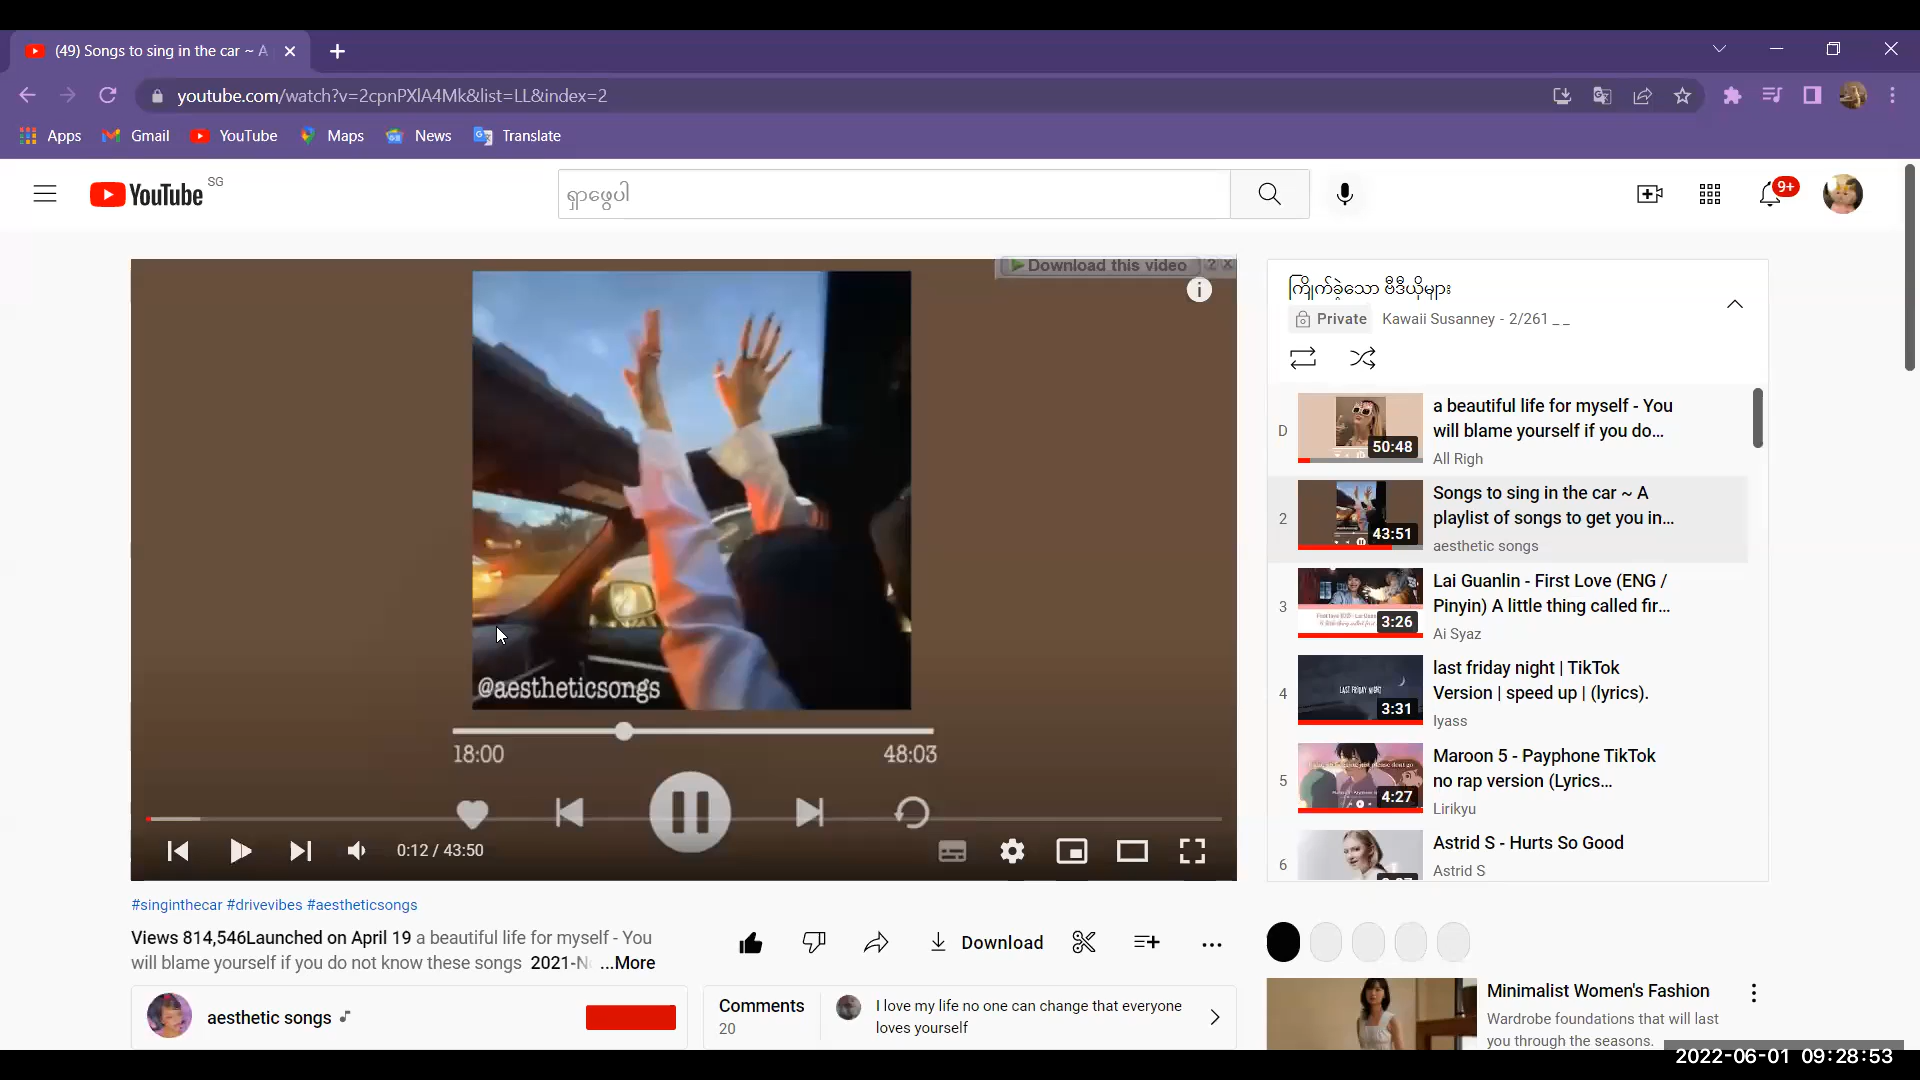 (49) Songs to sing in the car ~ A
youtube.com/watch?v=2cpnPXlA4Mk&list=LL&index=2
Apps Gmail YouTube Maps News Translate
YouTube SG
ရှာဖွေပါ
9+
Download this video ? X
@aestheticsongs
18:00 48:03
0:12 / 43:50
ကြိုက်ခဲ့သော ဗီဒီယိုများ
Private Kawaii Susanney - 2/261 _ _
D
50:48
a beautiful life for myself - You
will blame yourself if you do...
All Righ
2
43:51
Songs to sing in the car ~ A
playlist of songs to get you in...
aesthetic songs
3
3:26
Lai Guanlin - First Love (ENG /
Pinyin) A little thing called fir...
Ai Syaz
4
LAST FRIDAY NIGHT
3:31
last friday night | TikTok
Version | speed up | (lyrics).
Iyass
5
4:27
Maroon 5 - Payphone TikTok
no rap version (Lyrics...
Lirikyu
6
Astrid S - Hurts So Good
Astrid S
#singinthecar #drivevibes #aestheticsongs
Views 814,546Launched on April 19 a beautiful life for myself - You
will blame yourself if you do not know these songs 2021-N ...More
Download
aesthetic songs
Comments
20
I love my life no one can change that everyone
loves yourself
Minimalist Women's Fashion
Wardrobe foundations that will last
you through the seasons.
2022-06-01 09:28:53